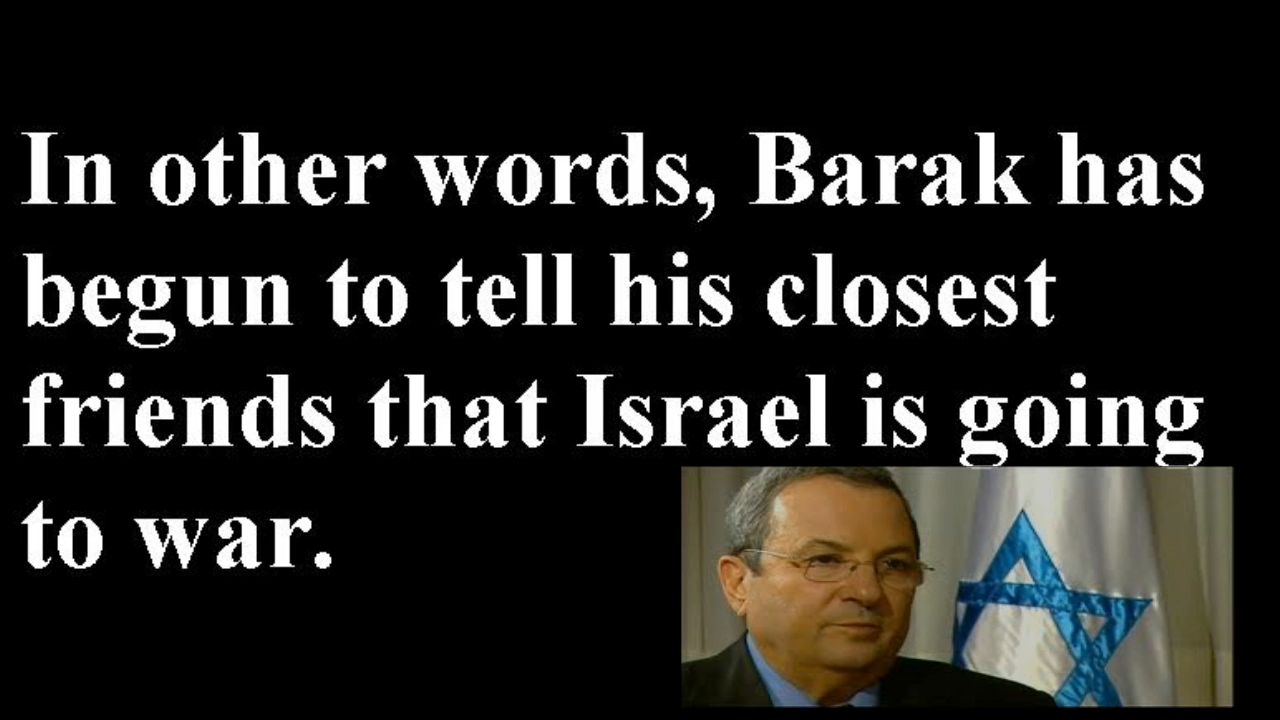 In other words, Barak has
begun to tell his closest
friends that Israel is going
to war.